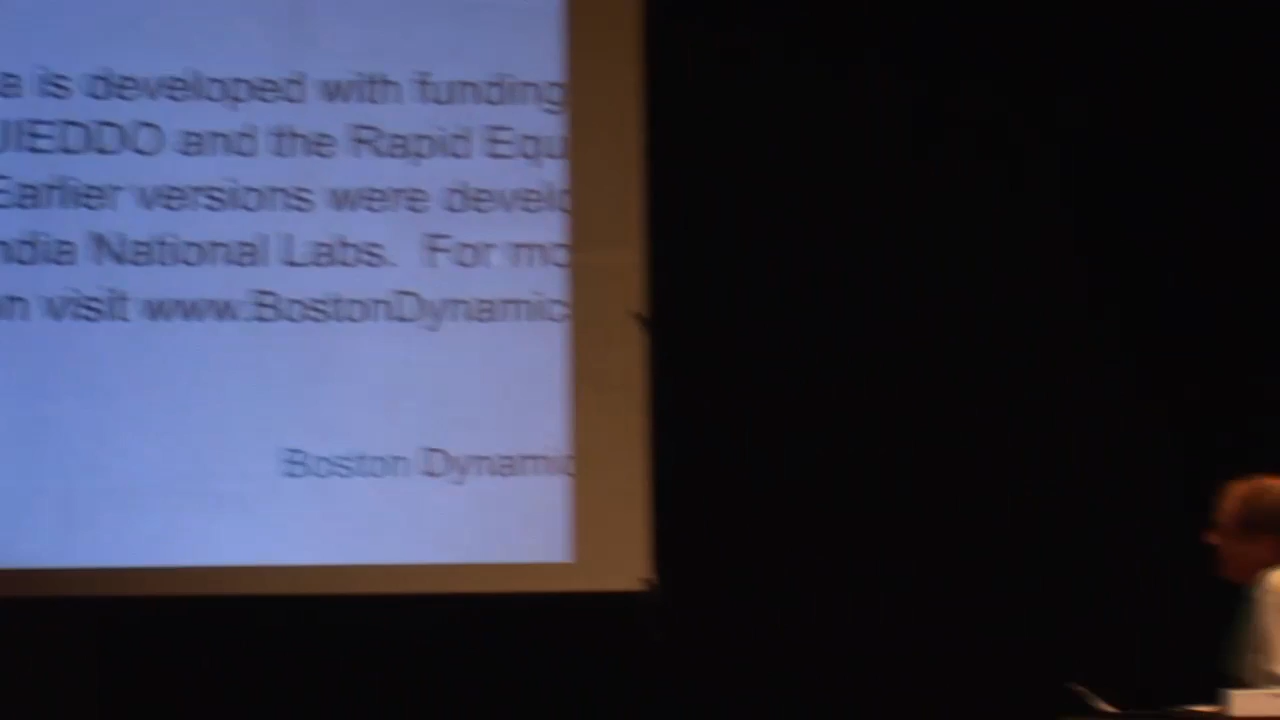 a is developed with funding
JIEDDO and the Rapid Equ
Earlier versions were develo
ndia National Labs. For mo
on visit www.BostonDynamic
Boston Dynamic